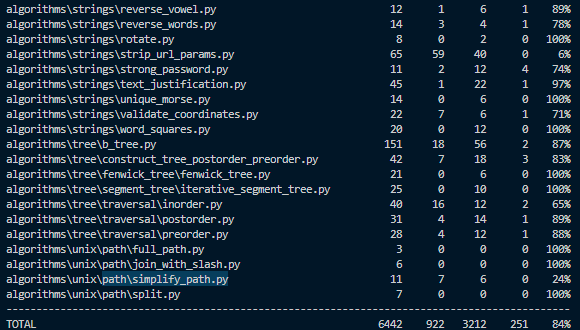 algorithms\strings\reverse_vowel.py 12 1 6 1 89%
algorithms\strings\reverse_words.py 14 3 4 1 78%
algorithms\strings\rotate.py 8 0 2 0 100%
algorithms\strings\strip_url_params.py 65 59 40 0 6%
algorithms\strings\strong_password.py 11 2 12 4 74%
algorithms\strings\text_justification.py 45 1 22 1 97%
algorithms\strings\unique_morse.py 14 0 6 0 100%
algorithms\strings\validate_coordinates.py 22 7 6 1 71%
algorithms\strings\word_squares.py 20 0 12 0 100%
algorithms\tree\b_tree.py 151 18 56 2 87%
algorithms\tree\construct_tree_postorder_preorder.py 42 7 18 3 83%
algorithms\tree\fenwick_tree\fenwick_tree.py 21 0 6 0 100%
algorithms\tree\segment_tree\iterative_segment_tree.py 25 0 10 0 100%
algorithms\tree\traversal\inorder.py 40 16 12 2 65%
algorithms\tree\traversal\postorder.py 31 4 14 1 89%
algorithms\tree\traversal\preorder.py 28 4 12 1 88%
algorithms\unix\path\full_path.py 3 0 0 0 100%
algorithms\unix\path\join_with_slash.py 6 0 0 0 100%
algorithms\unix\path\simplify_path.py 11 7 6 0 24%
algorithms\unix\path\split.py 7 0 0 0 100%
TOTAL 6442 922 3212 251 84%